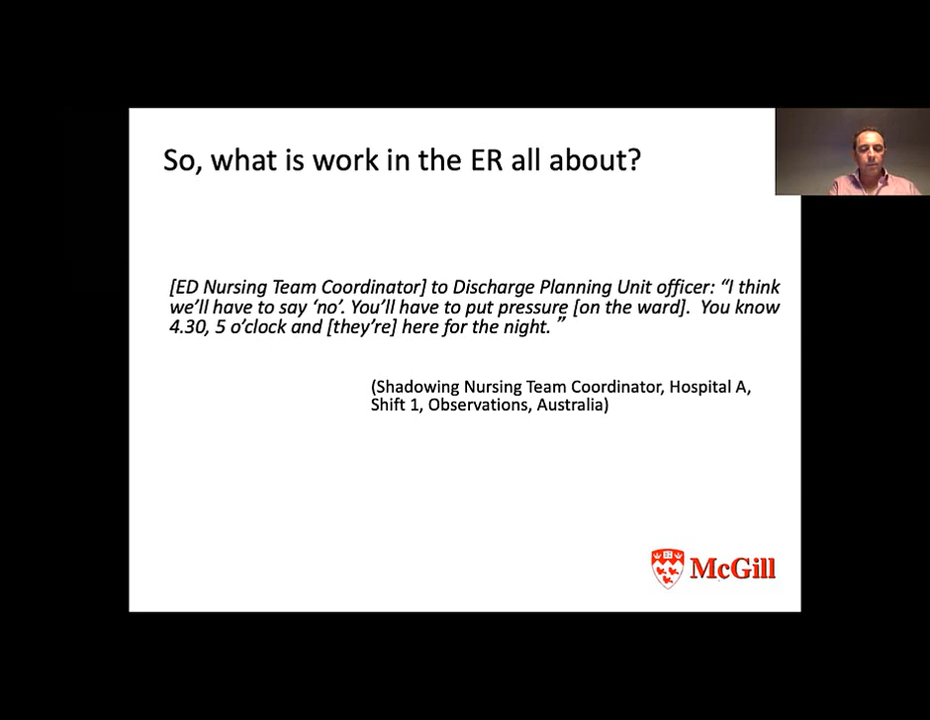 So, what is work in the ER all about?
[ED Nursing Team Coordinator] to Discharge Planning Unit officer: “I think
we’ll have to say ‘no’. You’ll have to put pressure [on the ward].  You know
4.30, 5 o’clock and [they’re] here for the night. ”
(Shadowing Nursing Team Coordinator, Hospital A,
Shift 1, Observations, Australia)
McGill